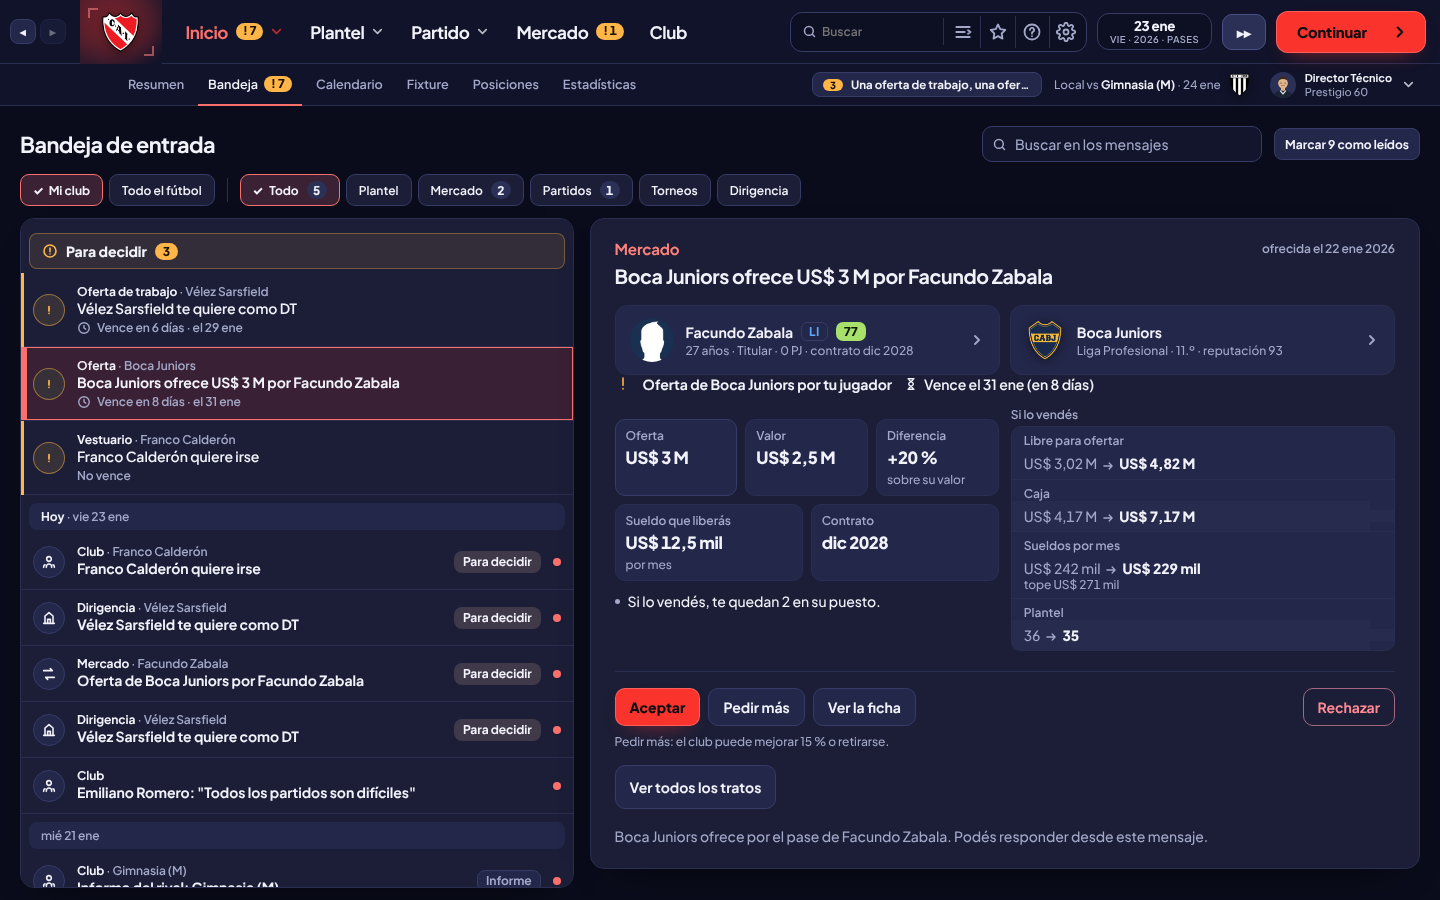 Inicio !7 Plantel Partido Mercado !1 Club
Buscar
23 ene
VIE · 2026 · PASES
Continuar
Resumen Bandeja !7 Calendario Fixture Posiciones Estadísticas
3 Una oferta de trabajo, una ofer...
Local vs Gimnasia (M) · 24 ene
Director Técnico
Prestigio 60
Bandeja de entrada
Buscar en los mensajes
Marcar 9 como leídos
Mi club Todo el fútbol Todo 5 Plantel Mercado 2 Partidos 1 Torneos Dirigencia
Para decidir 3
Oferta de trabajo · Vélez Sarsfield
Vélez Sarsfield te quiere como DT
Vence en 6 días · el 29 ene
Oferta · Boca Juniors
Boca Juniors ofrece US$ 3 M por Facundo Zabala
Vence en 8 días · el 31 ene
Vestuario · Franco Calderón
Franco Calderón quiere irse
No vence
Hoy · vie 23 ene
Club · Franco Calderón
Franco Calderón quiere irse
Para decidir
Dirigencia · Vélez Sarsfield
Vélez Sarsfield te quiere como DT
Para decidir
Mercado · Facundo Zabala
Oferta de Boca Juniors por Facundo Zabala
Para decidir
Dirigencia · Vélez Sarsfield
Vélez Sarsfield te quiere como DT
Para decidir
Club
Emiliano Romero: "Todos los partidos son difíciles"
mié 21 ene
Club · Gimnasia (M)
Informe del rival: Gimnasia (M)
Informe
Mercado
ofrecida el 22 ene 2026
Boca Juniors ofrece US$ 3 M por Facundo Zabala
Facundo Zabala LI 77
27 años · Titular · 0 PJ · contrato dic 2028
CABJ
Boca Juniors
Liga Profesional · 11.º · reputación 93
! Oferta de Boca Juniors por tu jugador Vence el 31 ene (en 8 días)
Oferta
US$ 3 M
Valor
US$ 2,5 M
Diferencia
+20 %
sobre su valor
Sueldo que liberás
US$ 12,5 mil
por mes
Contrato
dic 2028
Si lo vendés, te quedan 2 en su puesto.
Si lo vendés
Libre para ofertar
US$ 3,02 M → US$ 4,82 M
Caja
US$ 4,17 M → US$ 7,17 M
Sueldos por mes
US$ 242 mil → US$ 229 mil
tope US$ 271 mil
Plantel
36 → 35
Aceptar Pedir más Ver la ficha Rechazar
Pedir más: el club puede mejorar 15 % o retirarse.
Ver todos los tratos
Boca Juniors ofrece por el pase de Facundo Zabala. Podés responder desde este mensaje.